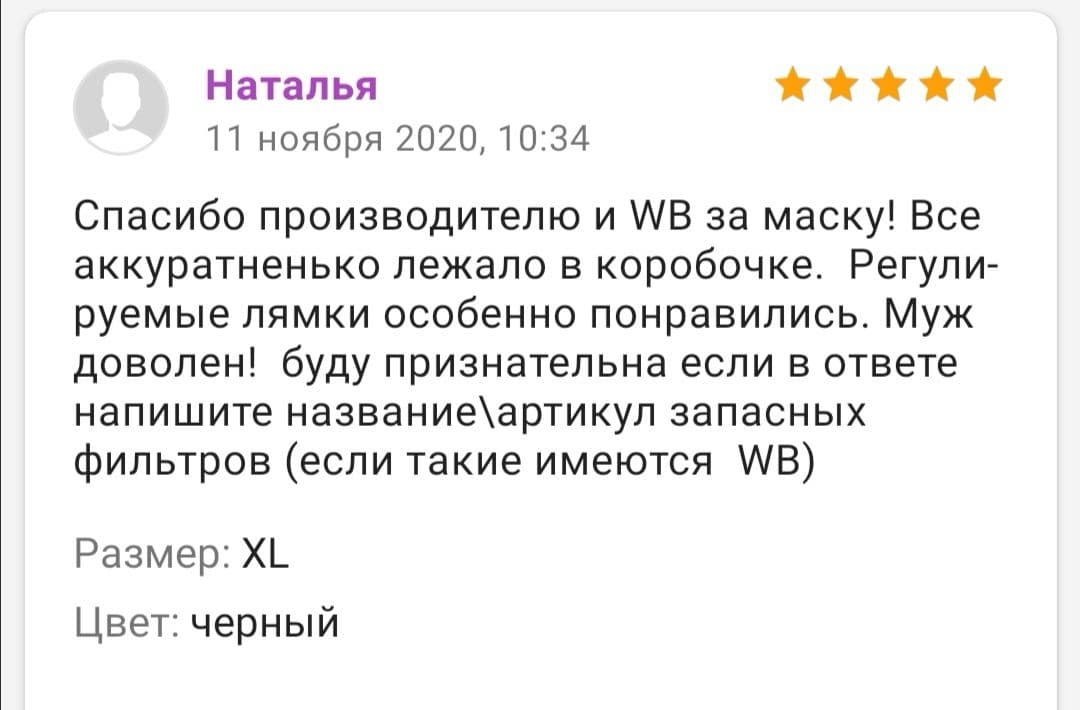 Наталья
11 ноября 2020, 10:34
Спасибо производителю и WB за маску! Все
аккуратненько лежало в коробочке.  Регули-
руемые лямки особенно понравились. Муж
доволен!  буду признательна если в ответе
напишите название\артикул запасных
фильтров (если такие имеются  WB)
Размер: XL
Цвет: черный